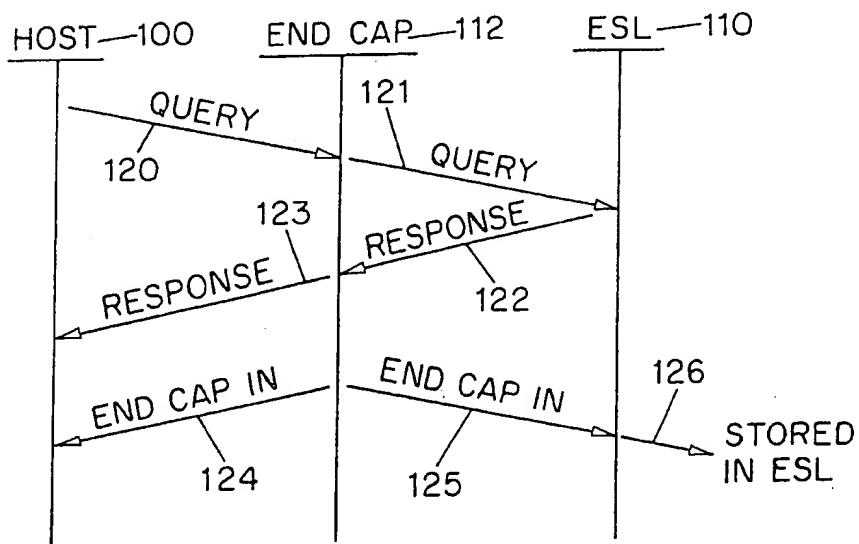 HOST 100
END CAP 112
ESL 110
QUERY
120
121
QUERY
RESPONSE
122
123
RESPONSE
END CAP IN
124
END CAP IN
125
126
STORED
IN ESL